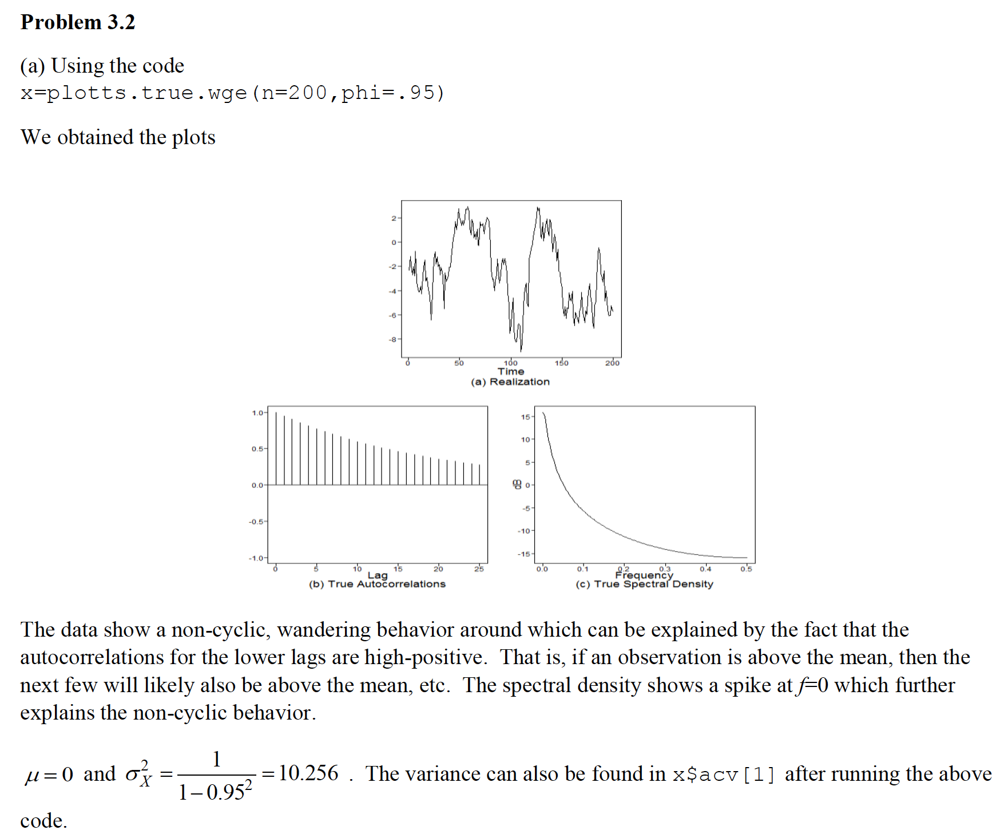 Problem 3.2
(a) Using the code
x=plotts.true.wge(n=200,phi=.95)
We obtained the plots
2
0
-2
-4
-6
-8
0 50 100 150 200
Time
(a) Realization
1.0
0.5
0.0
-0.5
-1.0
0 5 10 15 20 25
Lag
(b) True Autocorrelations
15
10
5
0
-5
-10
-15
dB
0.0 0.1 0.2 0.3 0.4 0.5
Frequency
(c) True Spectral Density
The data show a non-cyclic, wandering behavior around which can be explained by the fact that the
autocorrelations for the lower lags are high-positive. That is, if an observation is above the mean, then the
next few will likely also be above the mean, etc. The spectral density shows a spike at f=0 which further
explains the non-cyclic behavior.
μ = 0 and σ_X^2 = 1/(1−0.95^2) = 10.256 . The variance can also be found in x$acv[1] after running the above
code.